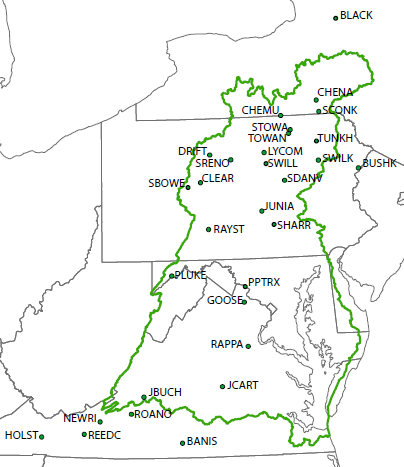 BLACK
CHENA
SCONK
CHEMU
STOWA
TOWAN
TUNKH
DRIFT
LYCOM
SRENO
SWILL
SWILK
BUSHK
SBOWE
CLEAR
SDANV
JUNIA
RAYST
SHARR
PLUKE
PPTRX
GOOSE
RAPPA
JBUCH
JCART
NEWRI
ROANO
HOLST
REEDC
BANIS